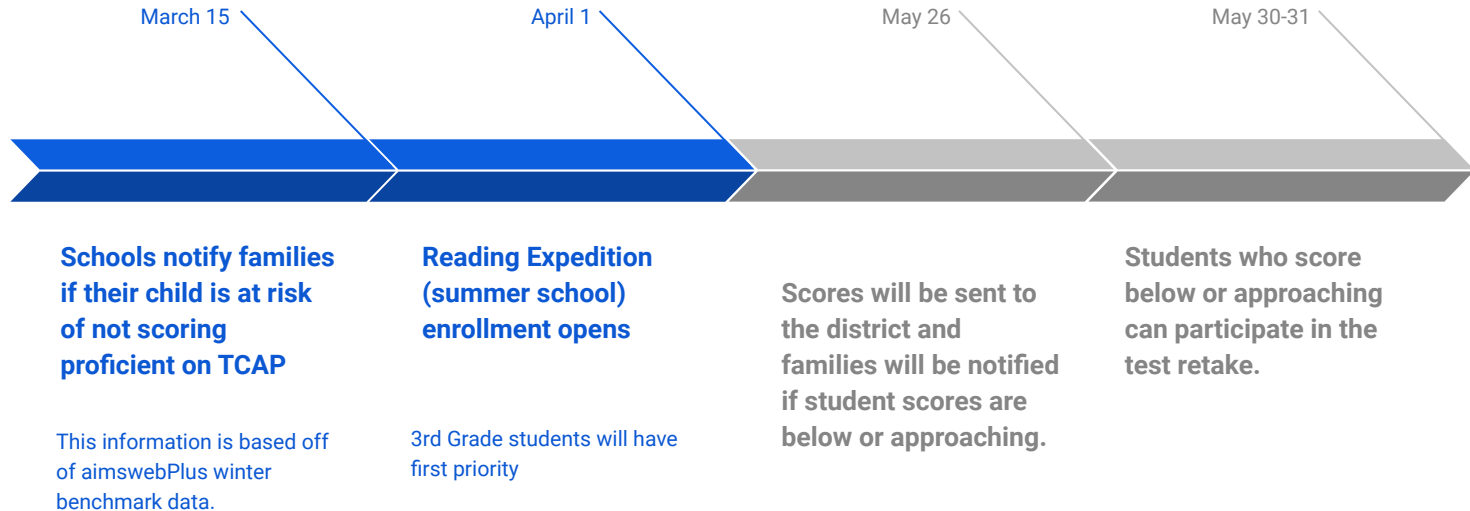 March 15
April 1
May 26
May 30-31
Schools notify families
if their child is at risk
of not scoring
proficient on TCAP
This information is based off
of aimswebPlus winter
benchmark data.
Reading Expedition
(summer school)
enrollment opens
3rd Grade students will have
first priority
Scores will be sent to
the district and
families will be notified
if student scores are
below or approaching.
Students who score
below or approaching
can participate in the
test retake.